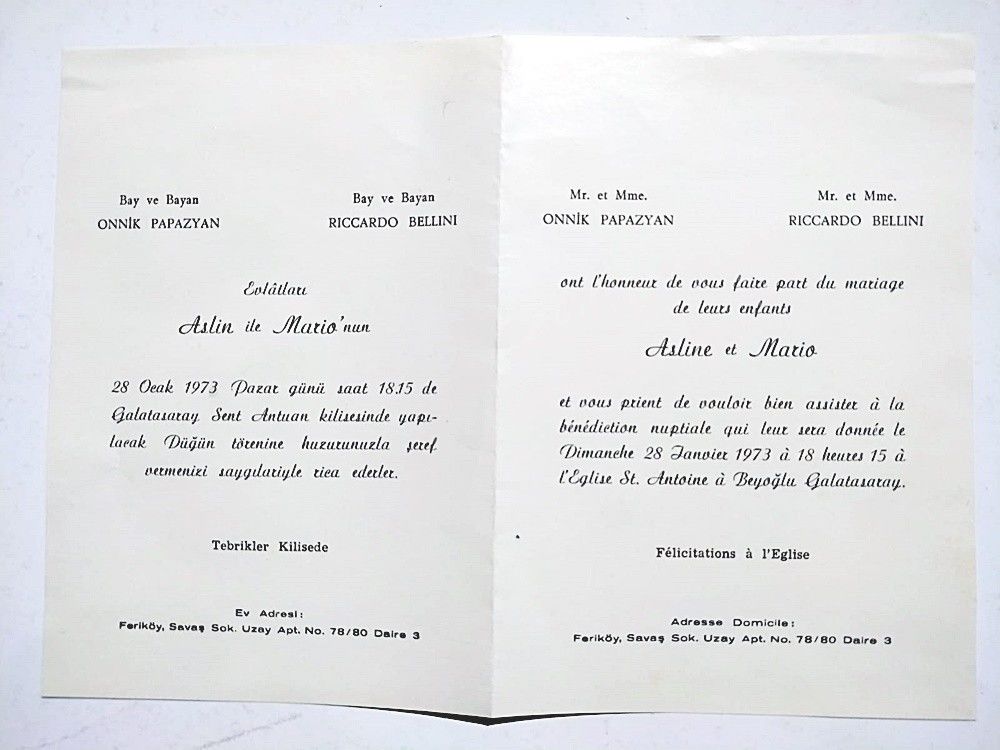 Bay ve Bayan
ONNİK PAPAZYAN
Bay ve Bayan
RICCARDO BELLINI
Evlâtları
Aslin ile Mario'nun
28 Ocak 1973 Pazar günü saat 18.15 de
Galatasaray Sent Antuan kilisesinde yapı-
lacak Düğün törenine huzurunuzla şeref
vermenizi saygılariyle rica ederler.
Tebrikler Kilisede
Ev Adresi:
Feriköy, Savaş Sok. Uzay Apt. No. 78/80 Daire 3
Mr. et Mme.
ONNİK PAPAZYAN
Mr. et Mme.
RICCARDO BELLINI
ont l'honneur de vous faire part du mariage
de leurs enfants
Asline et Mario
et vous prient de vouloir bien assister à la
bénédiction nuptiale qui leur sera donnée le
Dimanche 28 Janvier 1973 à 18 heures 15 à
l'Eglise St. Antoine à Beyoğlu Galatasaray.
Félicitations à l'Eglise
Adresse Domicile:
Feriköy, Savaş Sok. Uzay Apt. No. 78/80 Daire 3